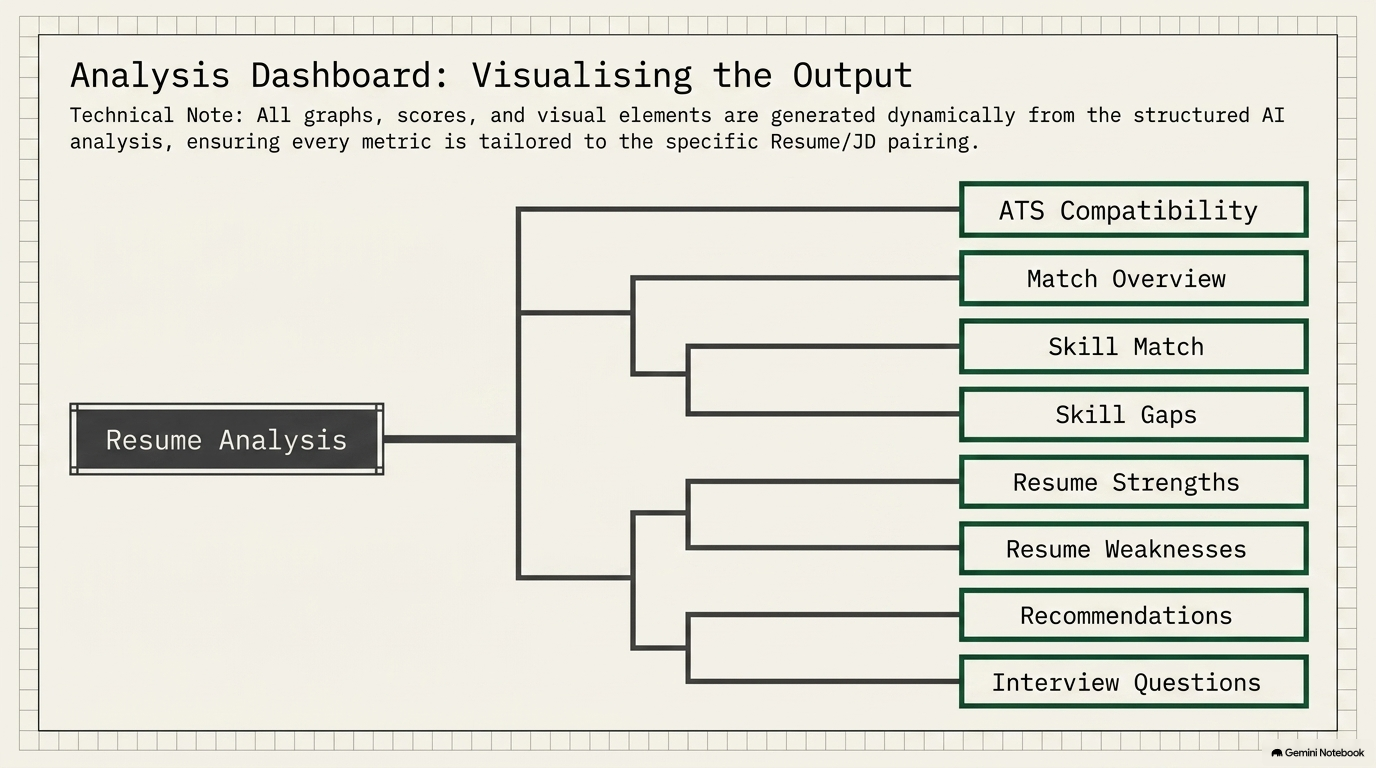 Analysis Dashboard: Visualising the Output
Technical Note: All graphs, scores, and visual elements are generated dynamically from the structured AI
analysis, ensuring every metric is tailored to the specific Resume/JD pairing.
Resume Analysis
ATS Compatibility
Match Overview
Skill Match
Skill Gaps
Resume Strengths
Resume Weaknesses
Recommendations
Interview Questions
Gemini Notebook